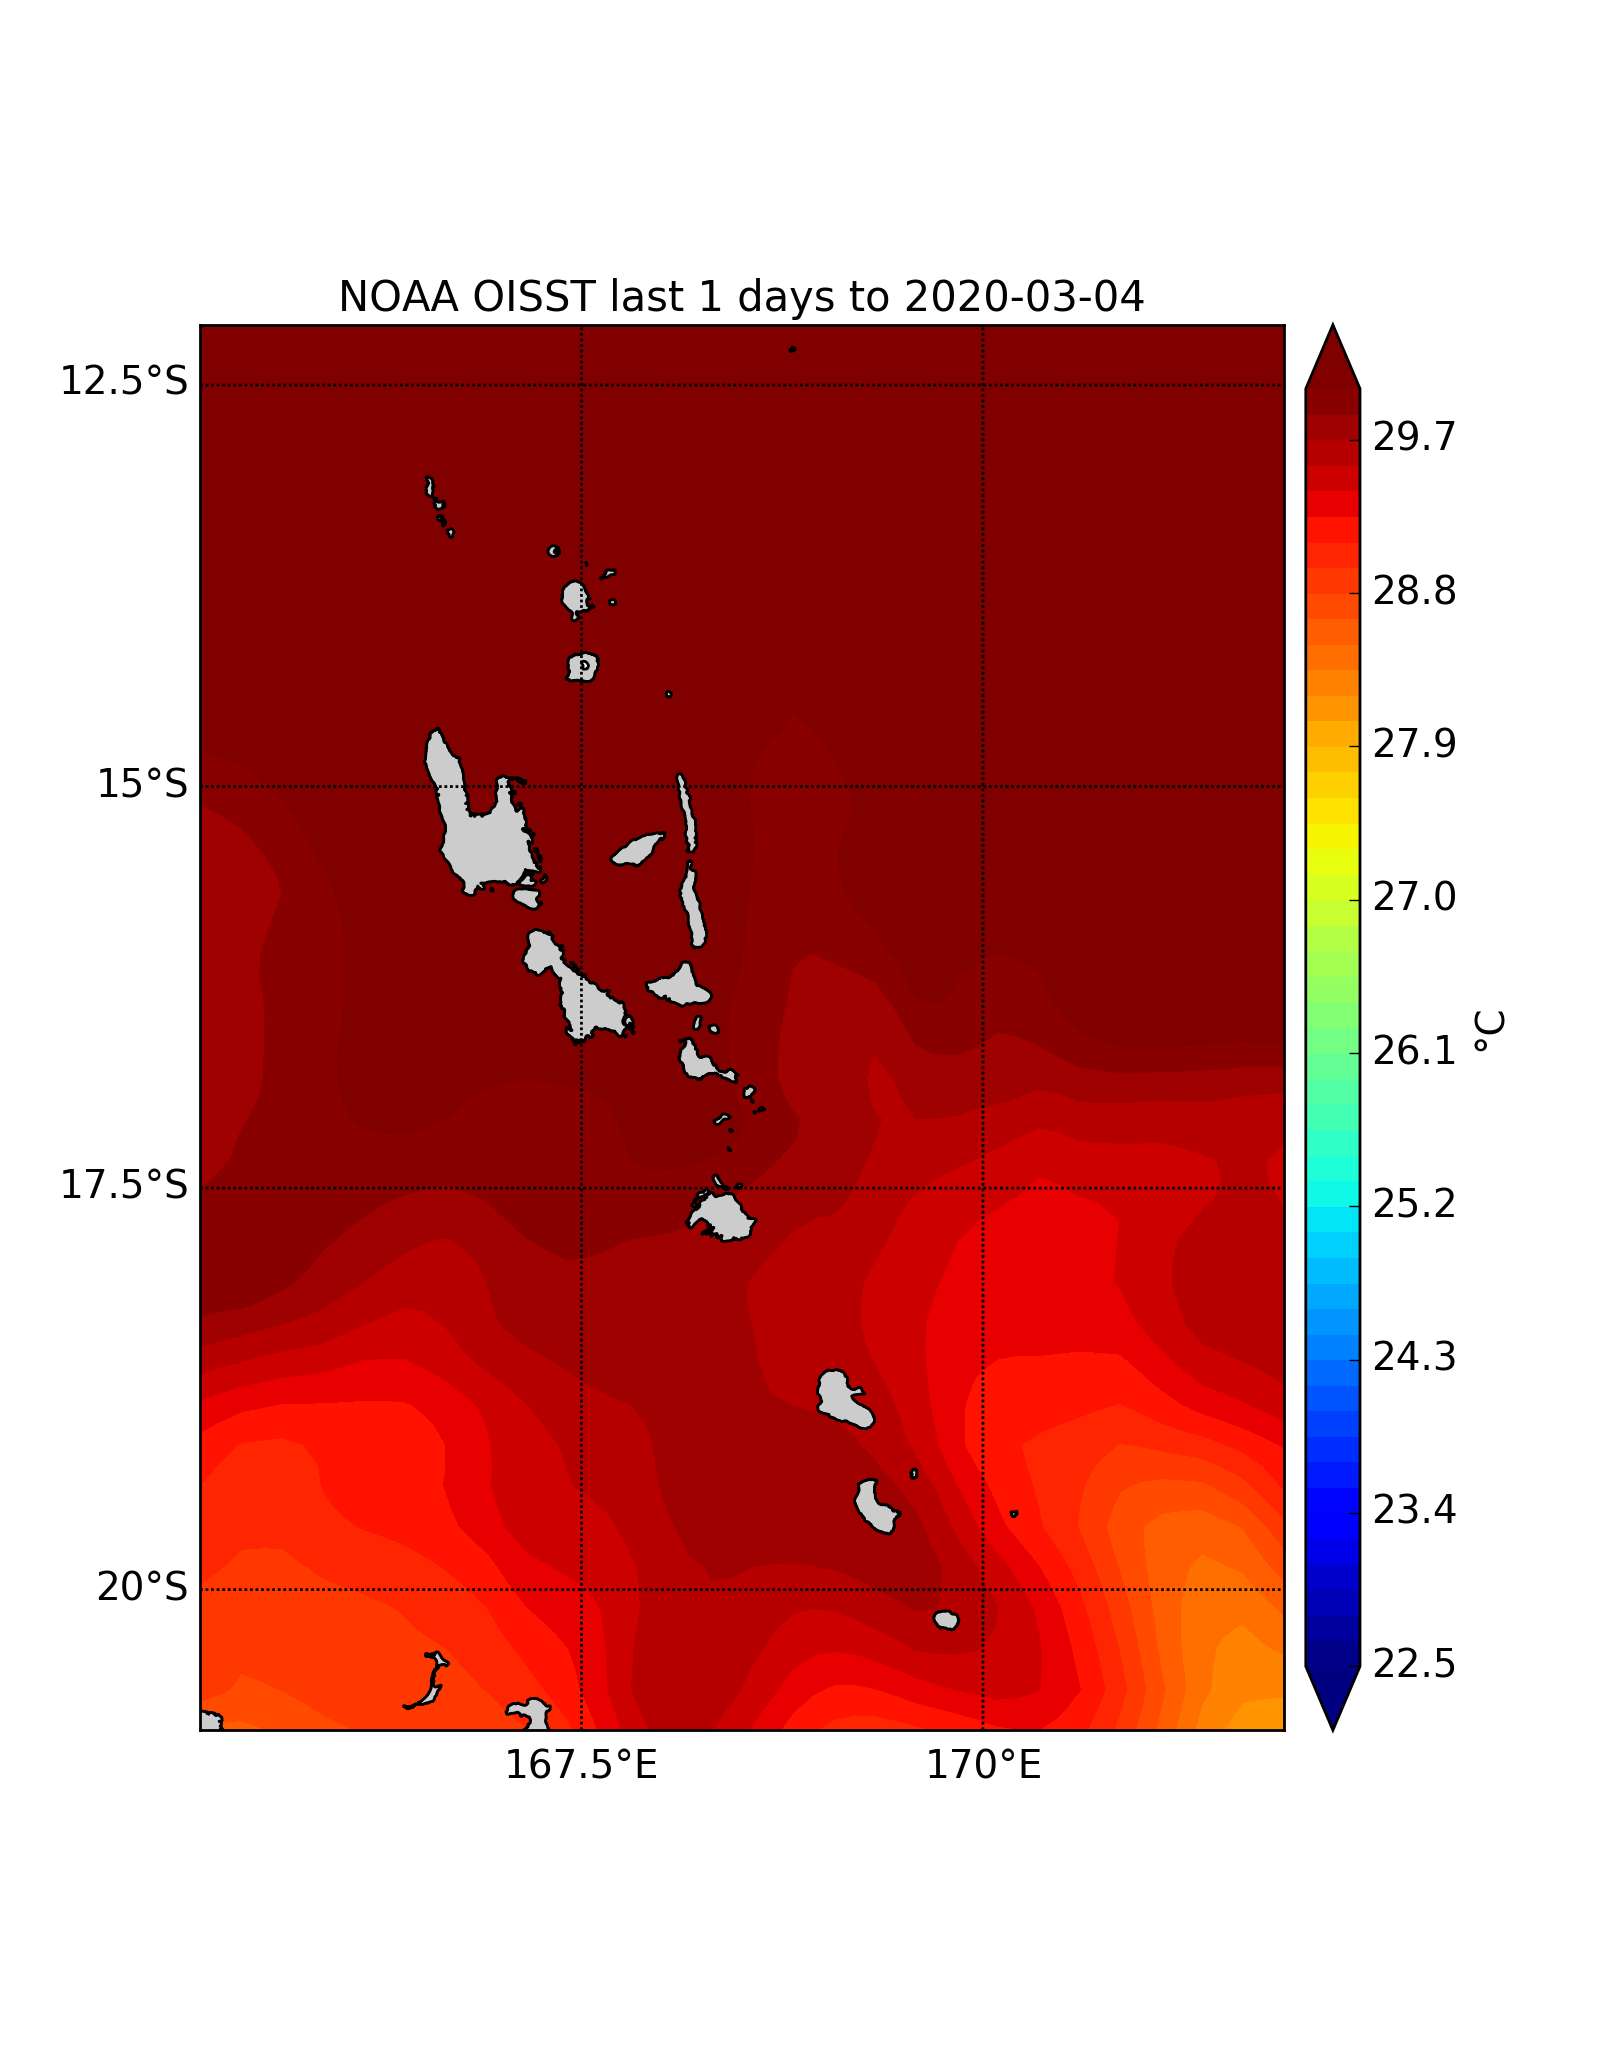 NOAA OISST last 1 days to 2020-03-04
12.5°S
15°S
17.5°S
20°S
167.5°E
170°E
29.7
28.8
27.9
27.0
26.1
25.2
24.3
23.4
22.5
°C